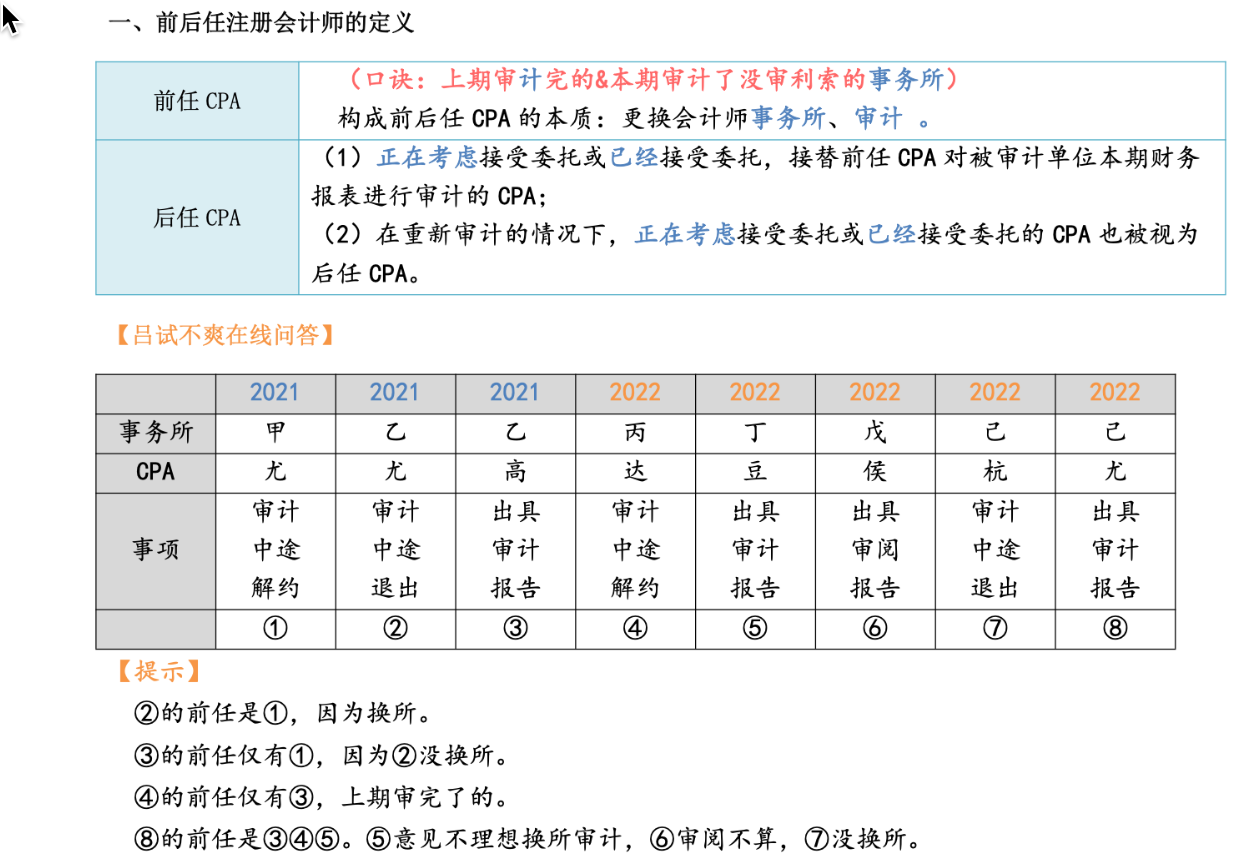 一、前后任注册会计师的定义
前任 CPA
（口诀：上期审计完的&本期审计了没审利索的事务所）
构成前后任 CPA 的本质：更换会计师事务所、审计 。
后任 CPA
（1）正在考虑接受委托或已经接受委托，接替前任 CPA 对被审计单位本期财务
报表进行审计的 CPA；
（2）在重新审计的情况下，正在考虑接受委托或已经接受委托的 CPA 也被视为
后任 CPA。
【吕试不爽在线问答】
2021 2021 2021 2022 2022 2022 2022 2022
事务所 甲 乙 乙 丙 丁 戊 己 己
CPA 尤 尤 高 达 豆 侯 杭 尤
审计 审计 出具 审计 出具 出具 审计 出具
事项 中途 中途 审计 中途 审计 审阅 中途 审计
解约 退出 报告 解约 报告 报告 退出 报告
① ② ③ ④ ⑤ ⑥ ⑦ ⑧
【提示】
②的前任是①，因为换所。
③的前任仅有①，因为②没换所。
④的前任仅有③，上期审完了的。
⑧的前任是③④⑤。⑤意见不理想换所审计，⑥审阅不算，⑦没换所。